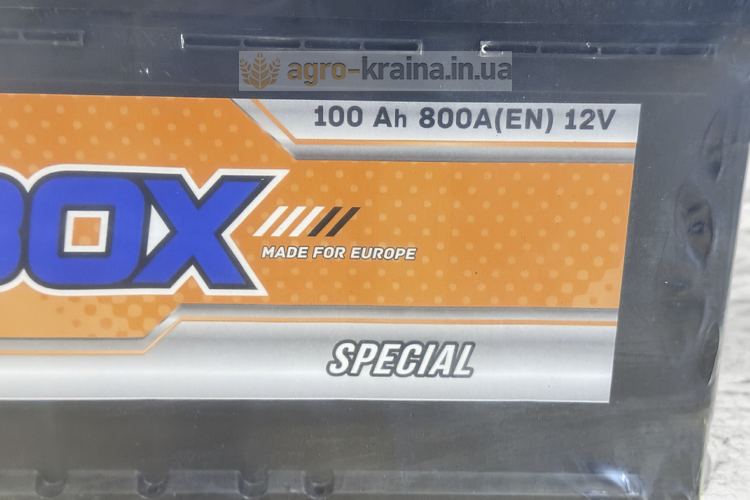 agro-kraina.in.ua
100 Ah 800A(EN) 12V
BOX
MADE FOR EUROPE
SPECIAL